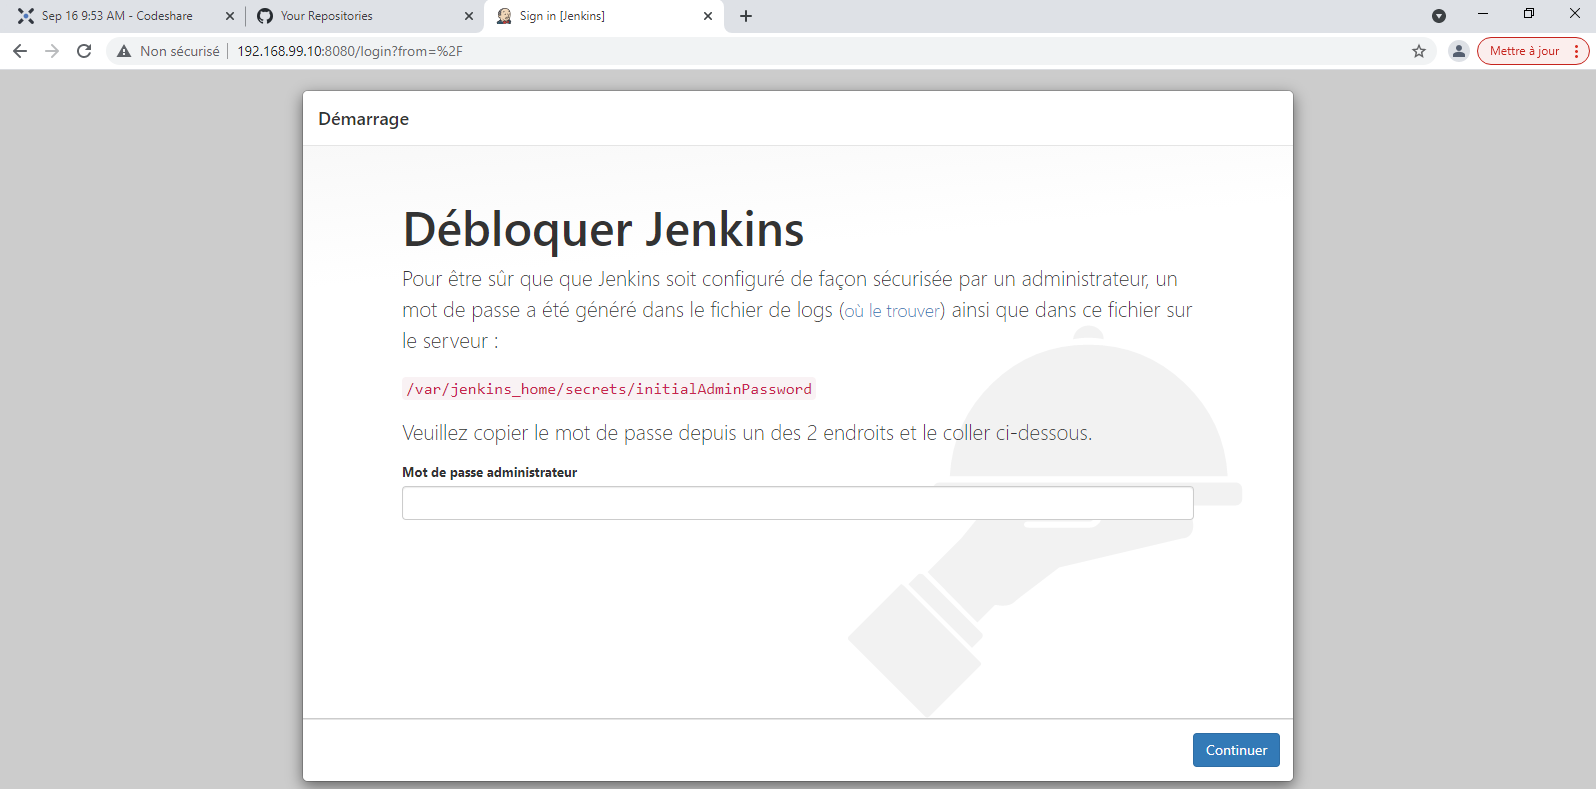 Sep 16 9:53 AM - Codeshare
Your Repositories
Sign in [Jenkins]
Non sécurisé
192.168.99.10:8080/login?from=%2F
Mettre à jour
Démarrage
Débloquer Jenkins
Pour être sûr que que Jenkins soit configuré de façon sécurisée par un administrateur, un
mot de passe a été généré dans le fichier de logs (où le trouver) ainsi que dans ce fichier sur
le serveur :
/var/jenkins_home/secrets/initialAdminPassword
Veuillez copier le mot de passe depuis un des 2 endroits et le coller ci-dessous.
Mot de passe administrateur
Continuer